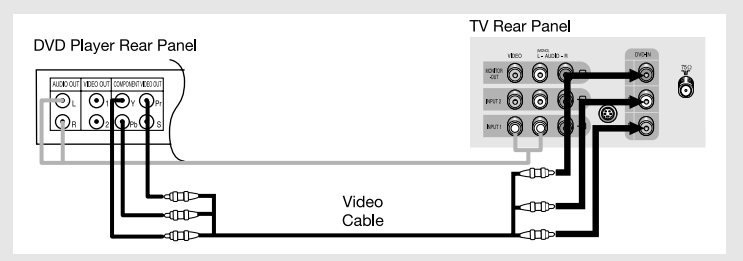 TV Rear Panel
DVD Player Rear Panel
AUDIO OUT VIDEO OUT COMPONENT VIDEO OUT
L 1 Y Pr
R 2 Pb S
VIDEO (MONO) L - AUDIO - R DVD-IN
MONITOR -OUT
INPUT 2
INPUT 1
75Ω
Video
Cable